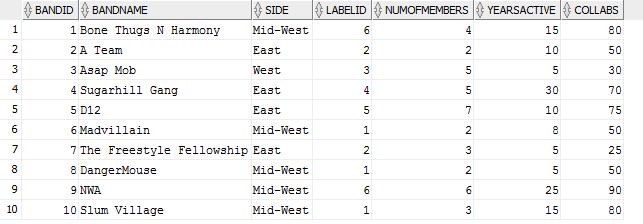 BANDID BANDNAME SIDE LABELID NUMOFMEMBERS YEARSACTIVE COLLABS
1 1 Bone Thugs N Harmony Mid-West 6 4 15 80
2 2 A Team East 2 2 10 50
3 3 Asap Mob West 3 5 5 30
4 4 Sugarhill Gang East 4 5 30 70
5 5 D12 East 5 7 10 75
6 6 Madvillain Mid-West 1 2 8 50
7 7 The Freestyle Fellowship East 2 3 5 25
8 8 DangerMouse Mid-West 1 2 5 50
9 9 NWA Mid-West 6 6 25 90
10 10 Slum Village Mid-West 1 3 15 80